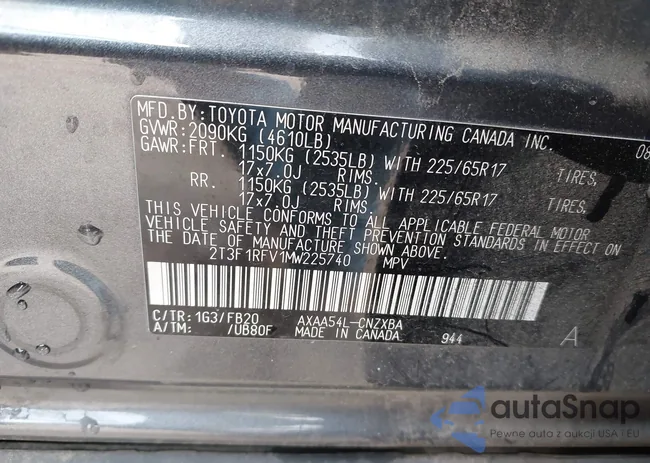 MFD.BY:TOYOTA MOTOR MANUFACTURING CANADA INC. 08
GVWR:2090KG (4610LB)
GAWR:FRT. 1150KG (2535LB) WITH 225/65R17 TIRES,
17x7.0J RIMS.
RR. 1150KG (2535LB) WITH 225/65R17 TIRES,
17x7.0J RIMS.
THIS VEHICLE CONFORMS TO ALL APPLICABLE FEDERAL MOTOR
VEHICLE SAFETY AND THEFT PREVENTION STANDARDS IN EFFECT ON
THE DATE OF MANUFACTURE SHOWN ABOVE.
2T3F1RFV1MW225740 MPV
C/TR: 1G3/FB20 AXAA54L-CNZXBA A
A/TM: /UB80F MADE IN CANADA. 944
autaSnap
Pewne auta z aukcji USA i EU